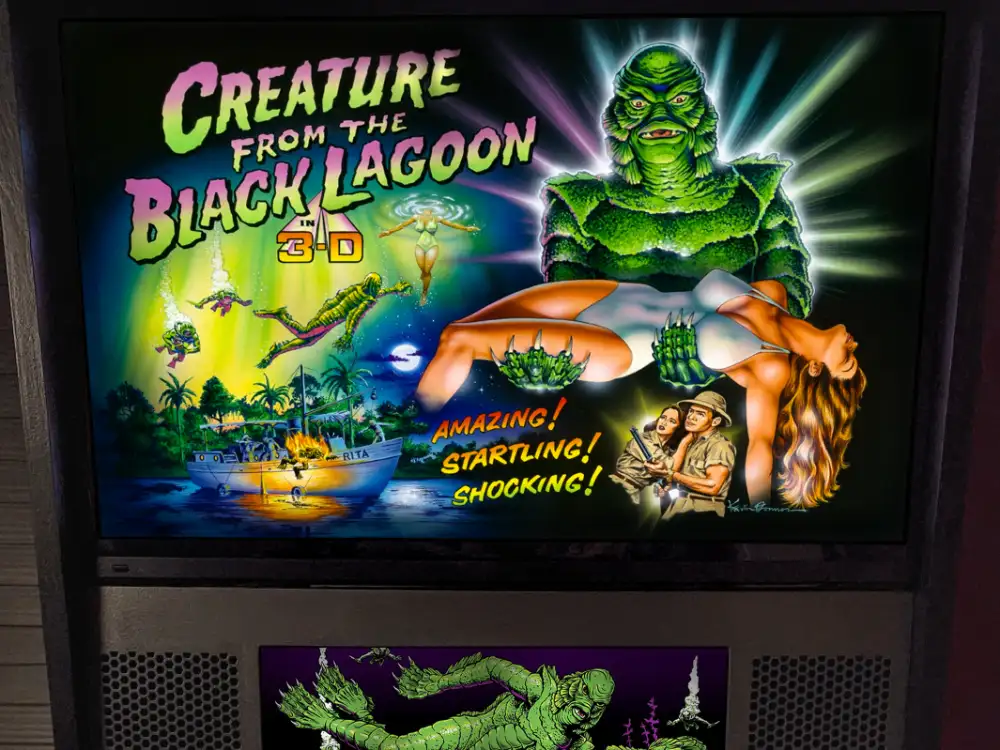 CREATURE
FROM THE
BLACK LAGOON
IN
3-D
RITA
AMAZING!
STARTLING!
SHOCKING!